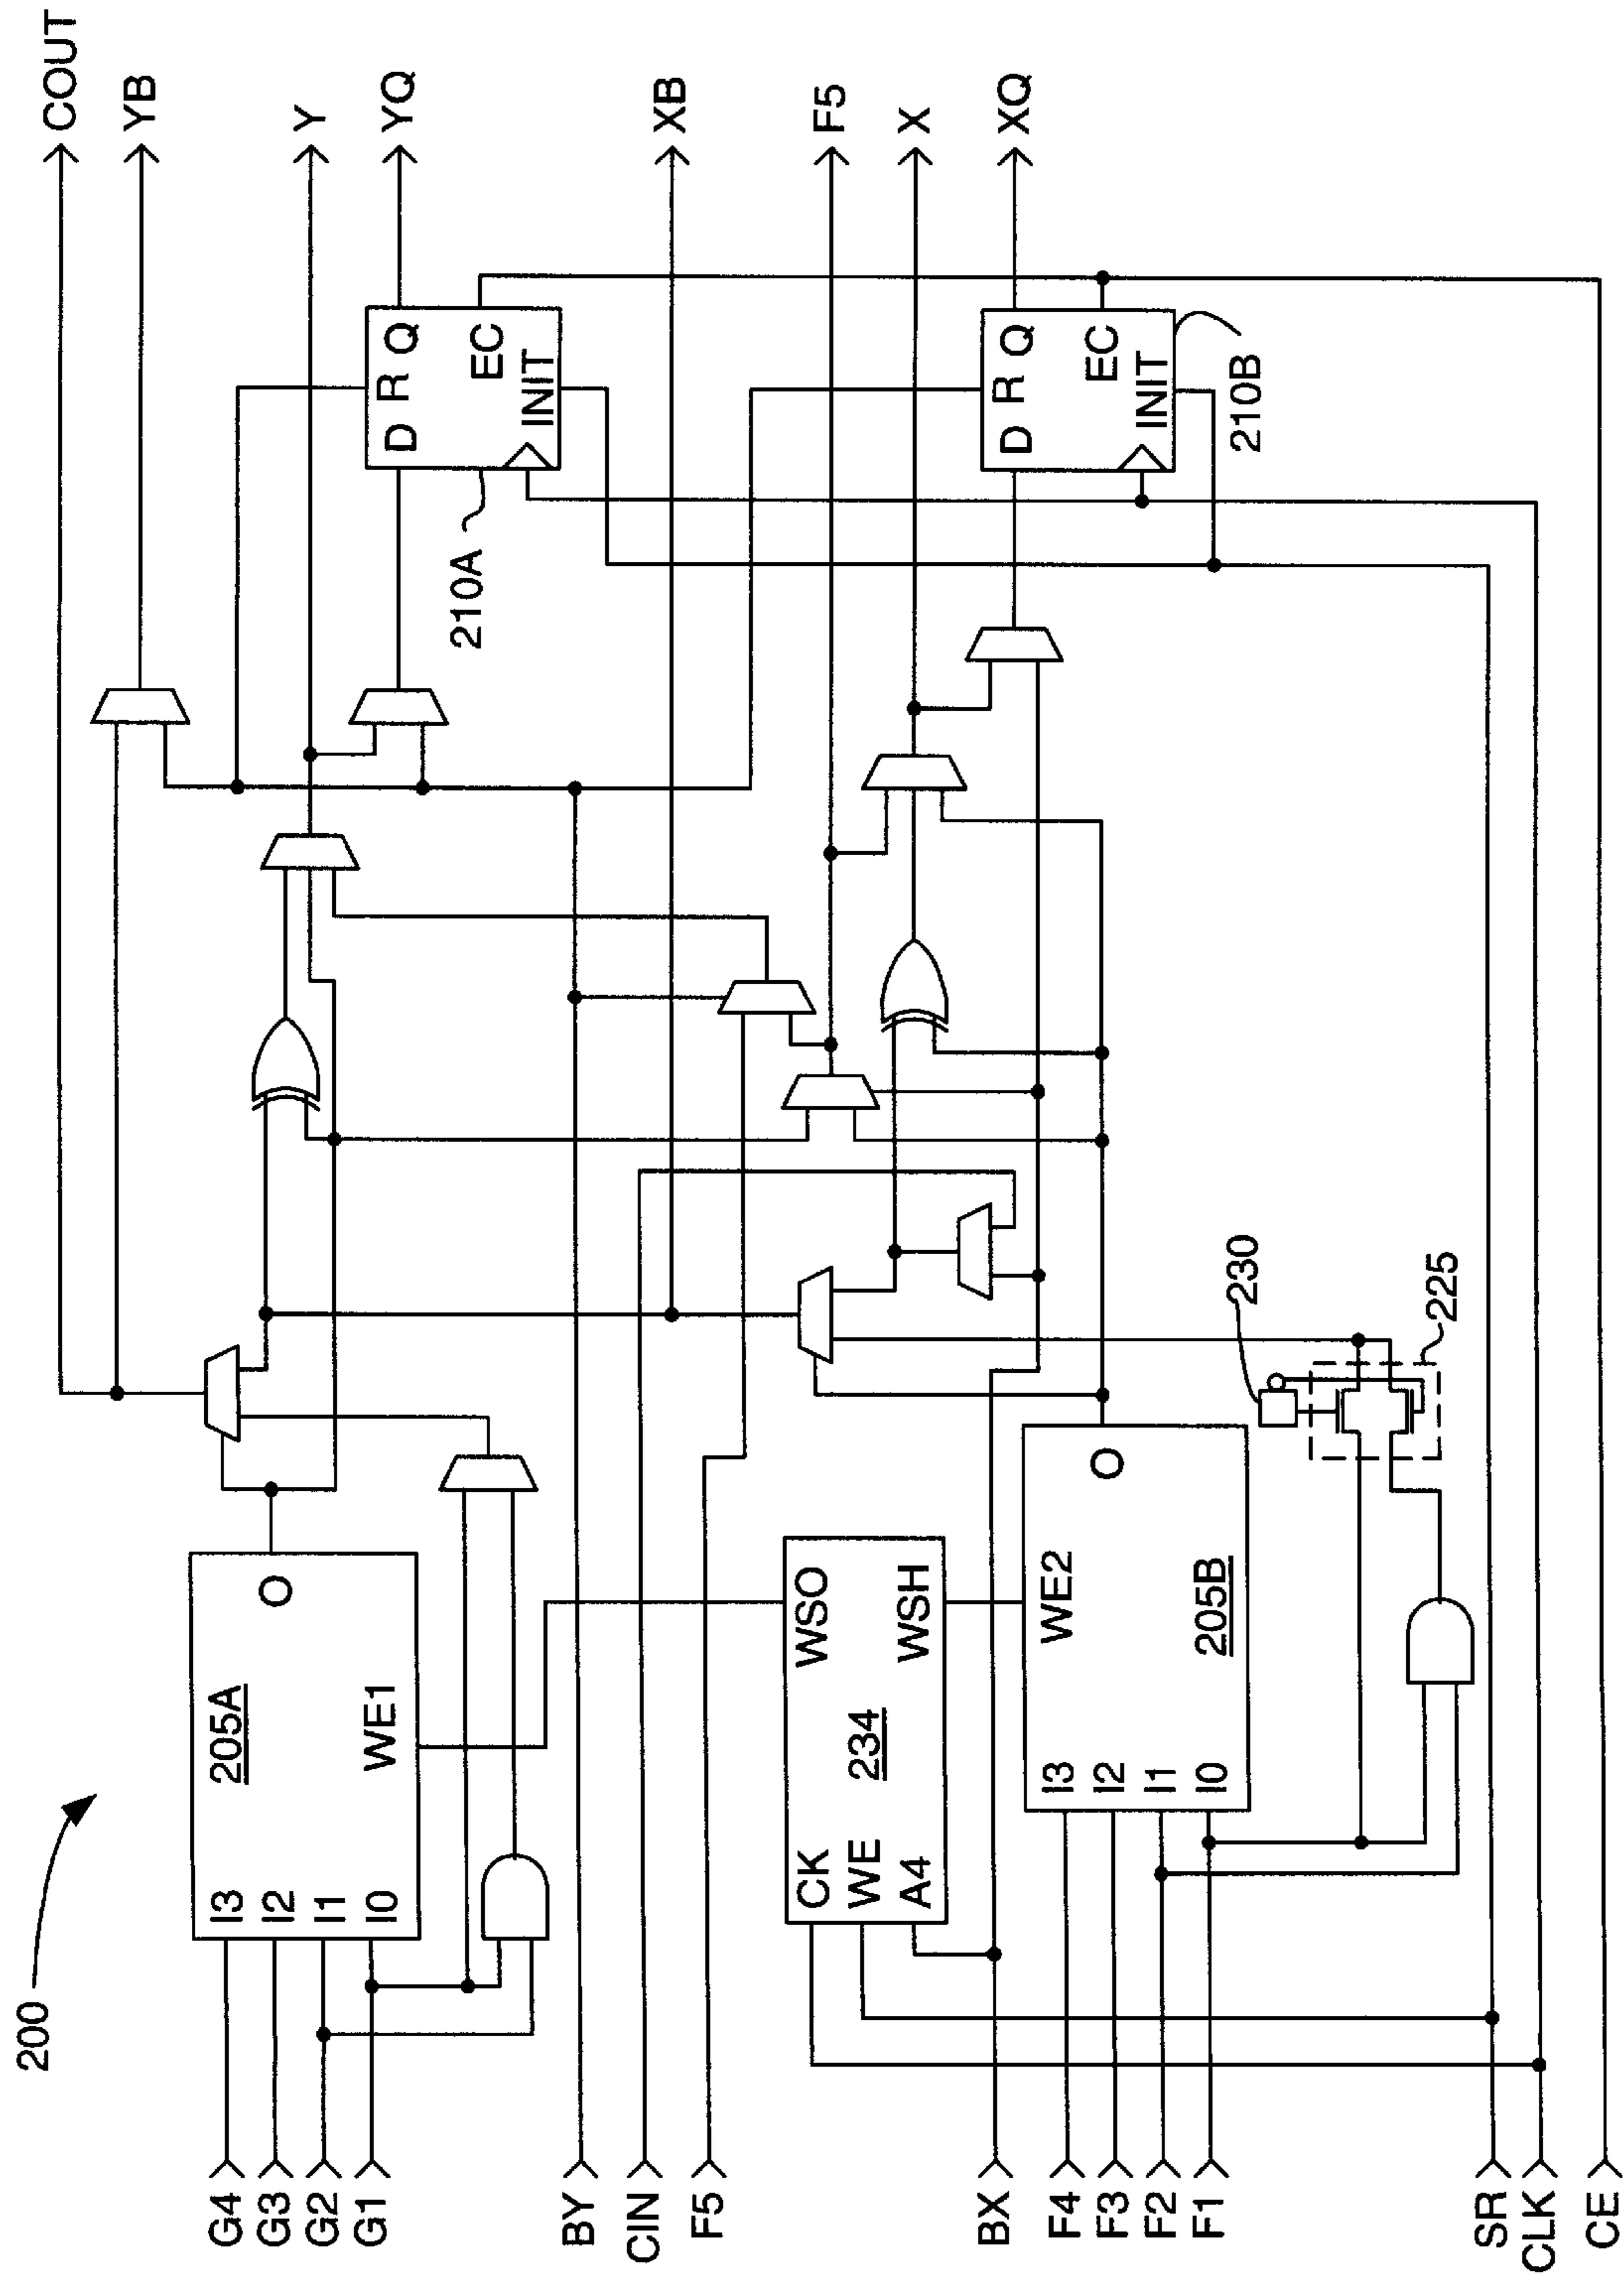 200
COUT
YB
Y
YQ
XB
F5
X
XQ
G4
G3
G2
G1
I3
I2
I1
I0
205A
WE1
O
D R Q
EC
INIT
210A
BY
CIN
F5
CK
WE
A4
234
WSO
WSH
BX
F4
F3
F2
F1
I3
I2
I1
I0
WE2
205B
O
230
225
D R Q
EC
INIT
210B
SR
CLK
CE